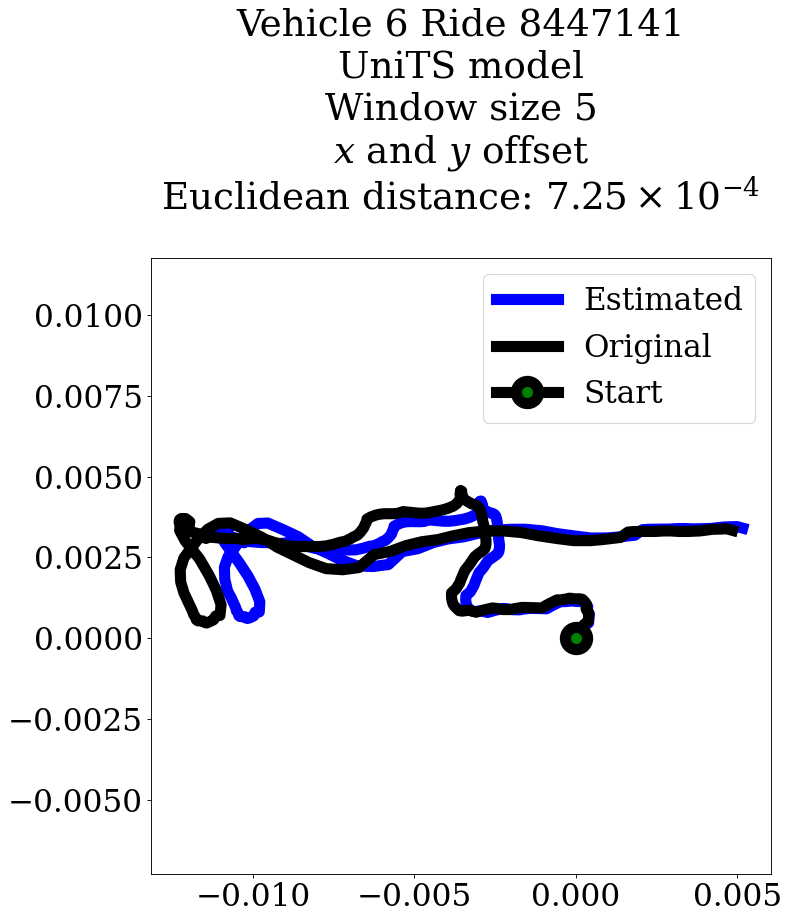 Vehicle 6 Ride 8447141
UniTS model
Window size 5
x and y offset
Euclidean distance: 7.25 × 10⁻⁴
Estimated
Original
Start
0.0100
0.0075
0.0050
0.0025
0.0000
−0.0025
−0.0050
−0.010
−0.005
0.000
0.005